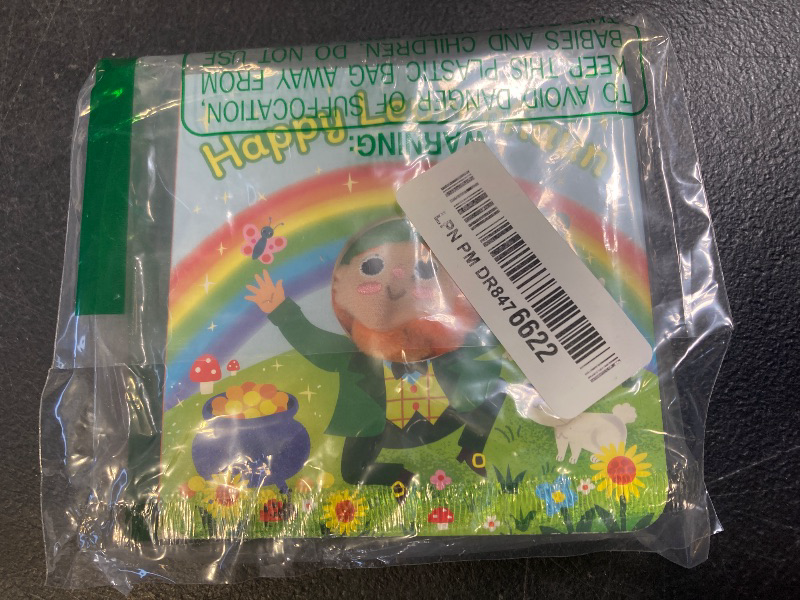 WARNING:
TO AVOID DANGER OF SUFFOCATION,
KEEP THIS PLASTIC BAG AWAY FROM
BABIES AND CHILDREN. DO NOT USE
Happy
PN PM DR8476622